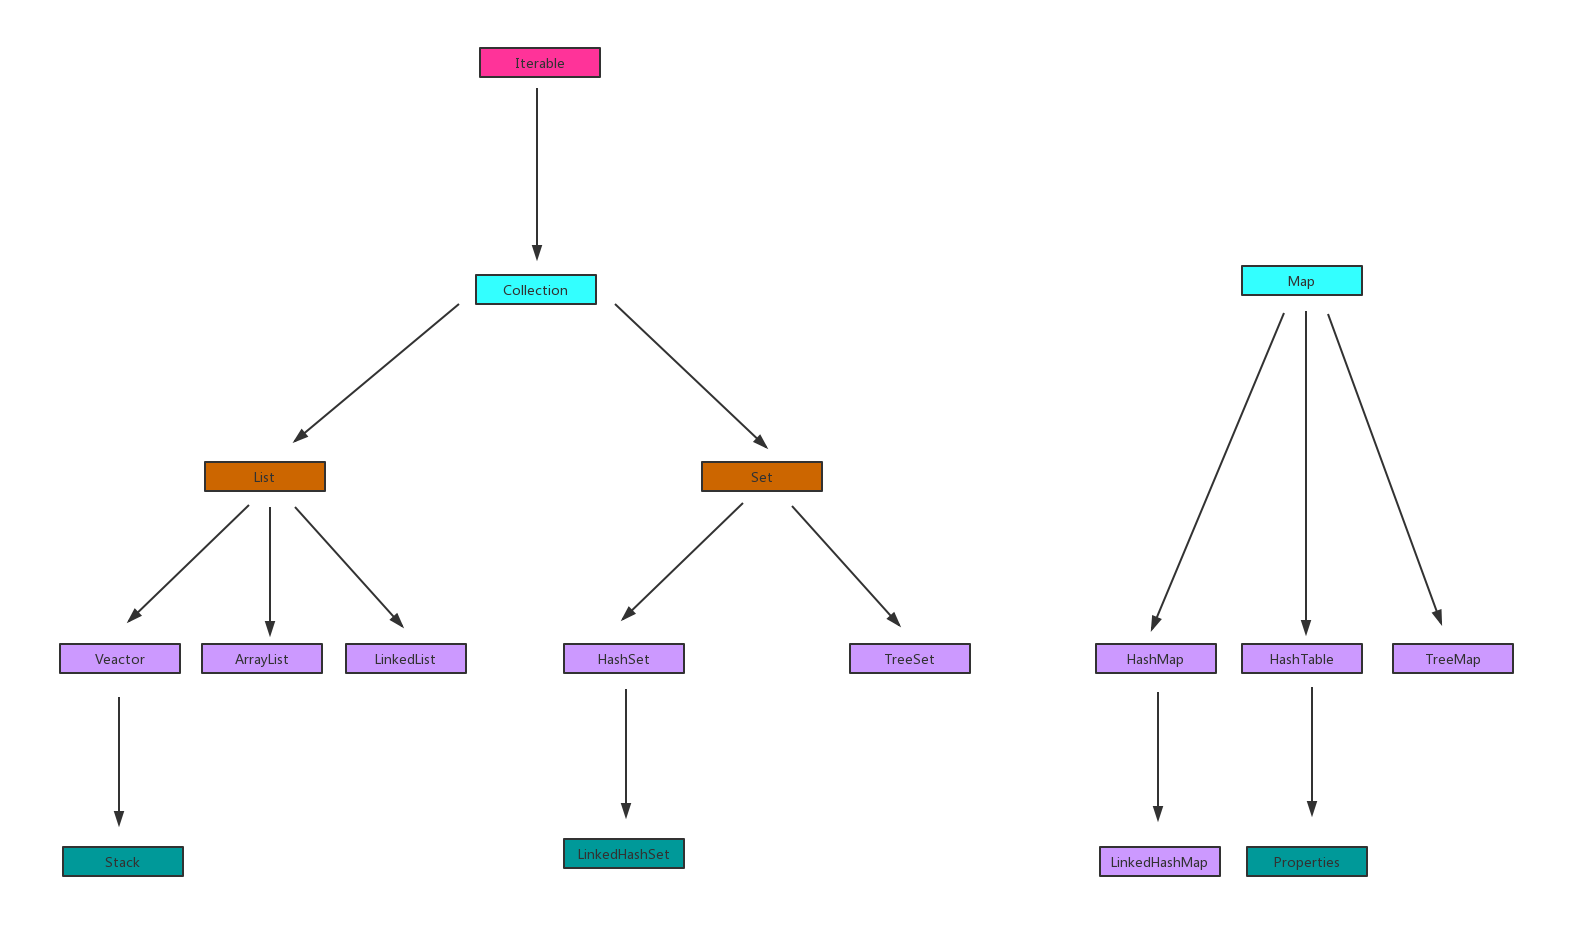 Iterable
Collection
Map
List
Set
Veactor
ArrayList
LinkedList
HashSet
TreeSet
HashMap
HashTable
TreeMap
Stack
LinkedHashSet
LinkedHashMap
Properties